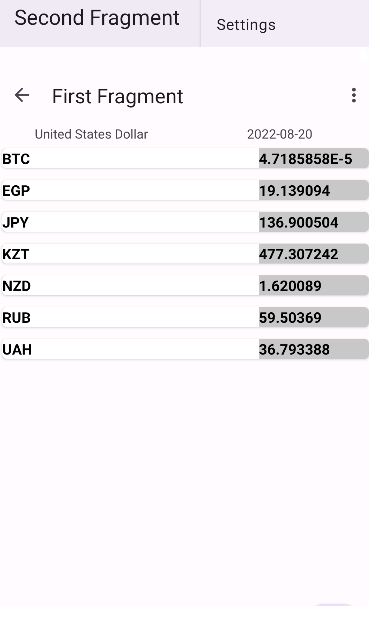 Second Fragment
Settings
First Fragment
United States Dollar 2022-08-20
BTC 4.7185858E-5
EGP 19.139094
JPY 136.900504
KZT 477.307242
NZD 1.620089
RUB 59.50369
UAH 36.793388